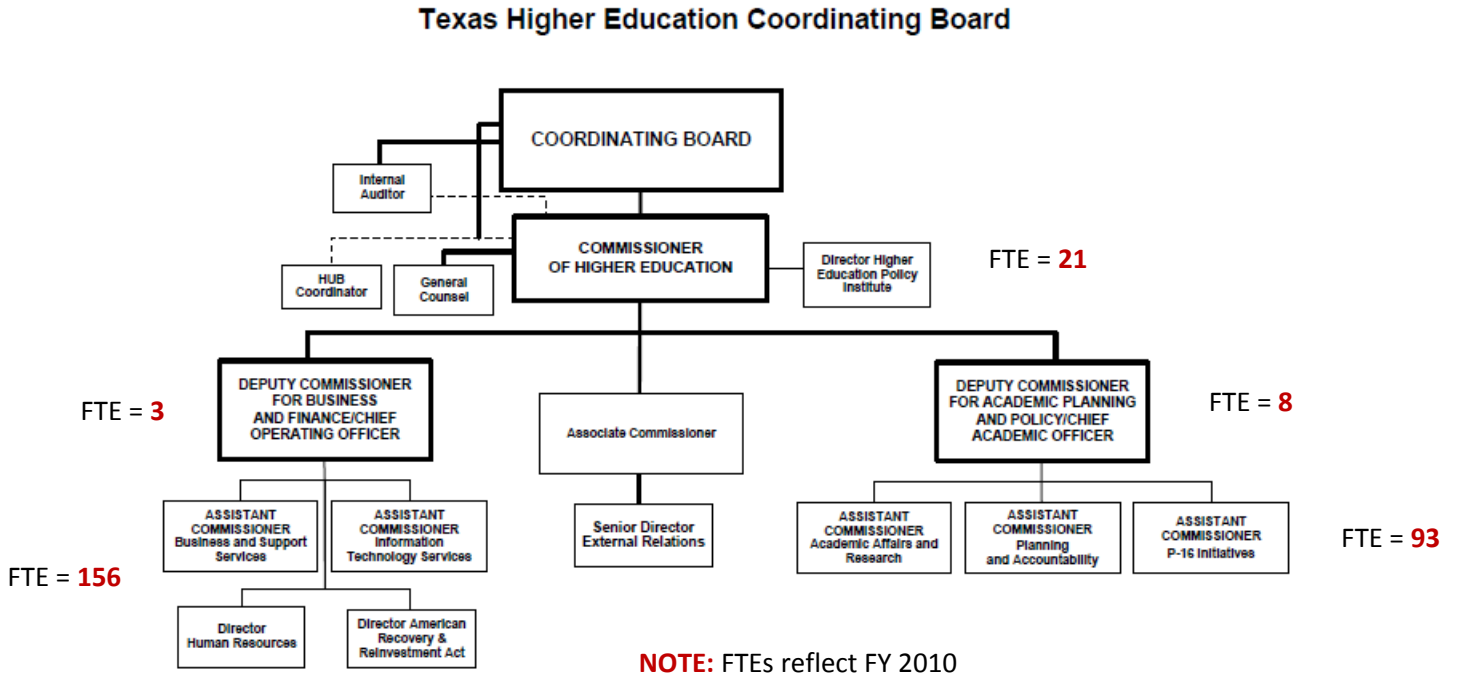 Texas Higher Education Coordinating Board
COORDINATING BOARD
Internal
Auditor
COMMISSIONER
OF HIGHER EDUCATION
Director Higher
Education Policy
Institute
FTE = 21
HUB
Coordinator
General
Counsel
DEPUTY COMMISSIONER
FOR BUSINESS
AND FINANCE/CHIEF
OPERATING OFFICER
FTE = 3
Associate Commissioner
DEPUTY COMMISSIONER
FOR ACADEMIC PLANNING
AND POLICY/CHIEF
ACADEMIC OFFICER
FTE = 8
ASSISTANT
COMMISSIONER
Business and Support
Services
ASSISTANT
COMMISSIONER
Information
Technology Services
Senior Director
External Relations
ASSISTANT
COMMISSIONER
Academic Affairs and
Research
ASSISTANT
COMMISSIONER
Planning
and Accountability
ASSISTANT
COMMISSIONER
P-16 Initiatives
FTE = 93
FTE = 156
Director
Human Resources
Director American
Recovery &
Reinvestment Act
NOTE: FTEs reflect FY 2010